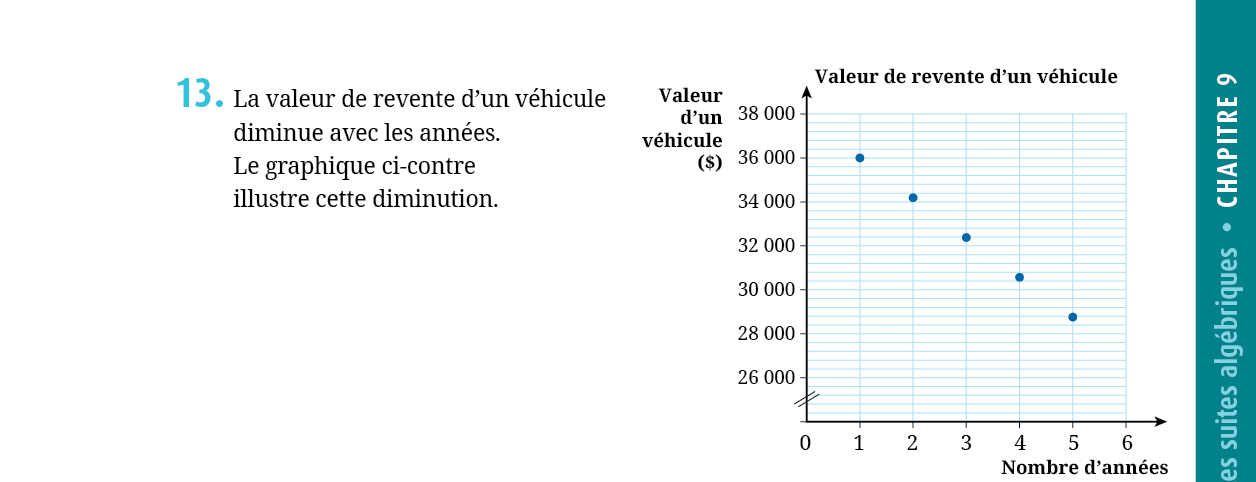 13. La valeur de revente d’un véhicule
diminue avec les années.
Le graphique ci-contre
illustre cette diminution.
Valeur de revente d’un véhicule
Valeur
d’un
véhicule
($)
38 000
36 000
34 000
32 000
30 000
28 000
26 000
0 1 2 3 4 5 6
Nombre d’années
es suites algébriques • CHAPITRE 9